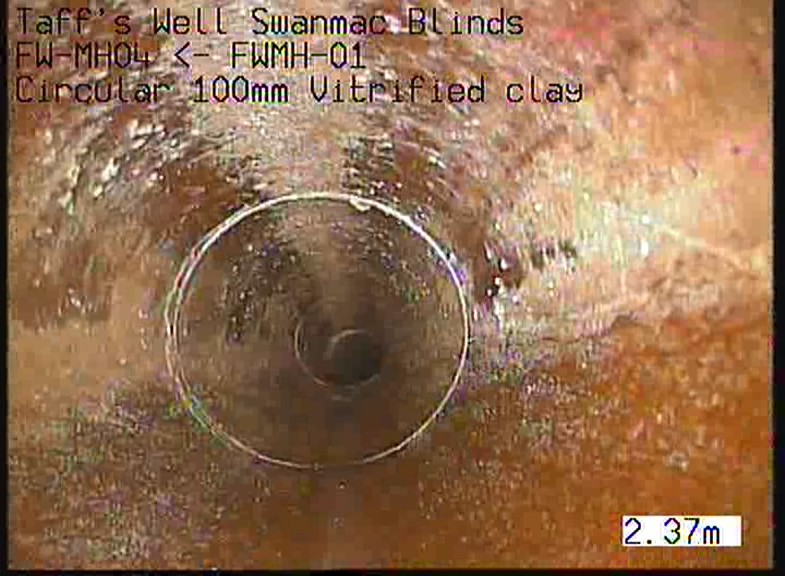 Taff's Well Swanmac Blinds
FW-MH04 <- FWMH-01
Circular 100mm Vitrified clay
2.37m